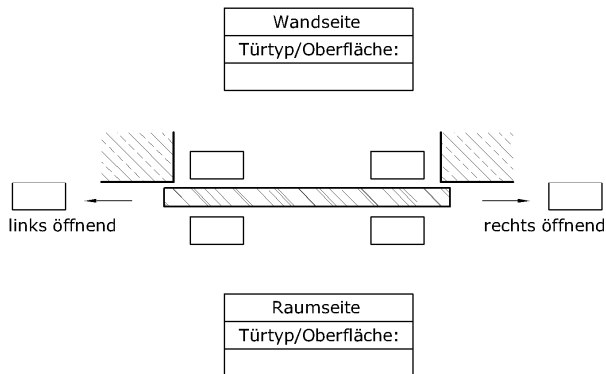 Wandseite
Türtyp/Oberfläche:
links öffnend
rechts öffnend
Raumseite
Türtyp/Oberfläche: